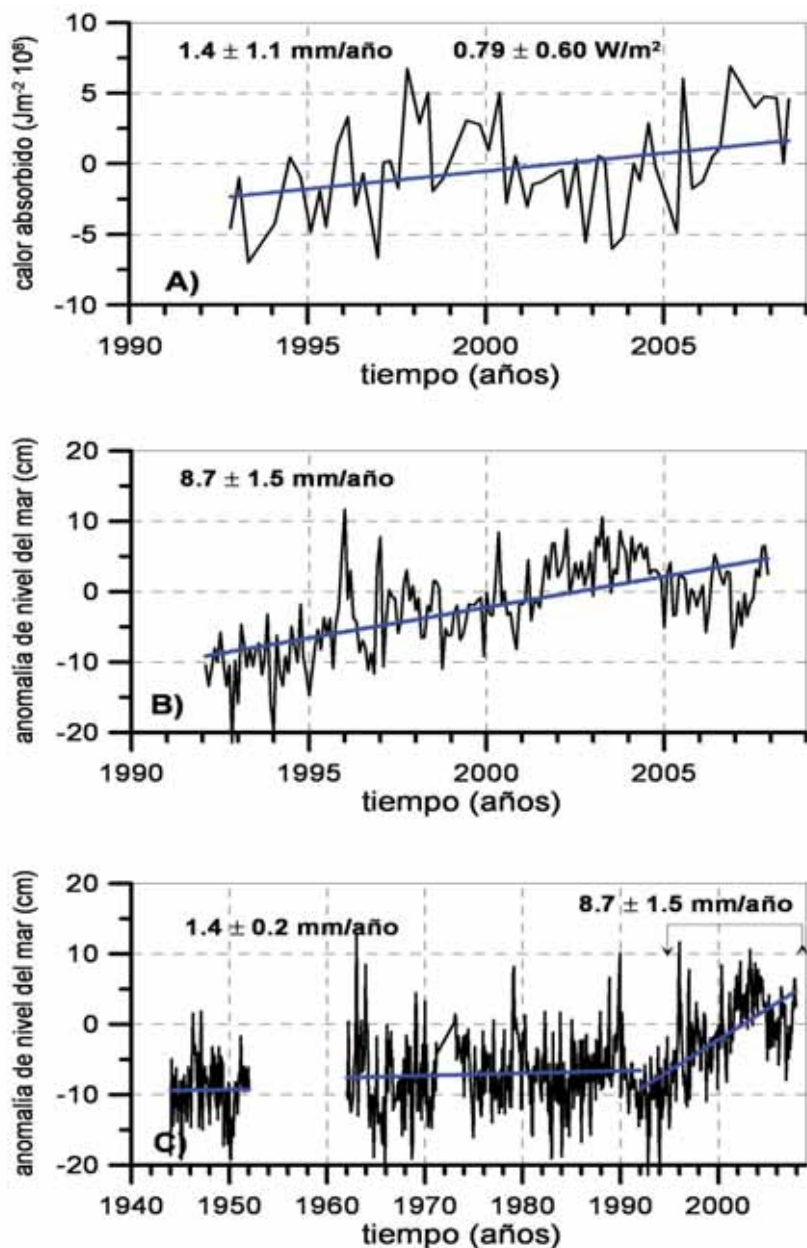 1.4 ± 1.1 mm/año 0.79 ± 0.60 W/m²
calor absorbido (Jm⁻² 10⁸)
10
5
0
-5
-10
A)
1990 1995 2000 2005
tiempo (años)
8.7 ± 1.5 mm/año
anomalia de nivel del mar (cm)
20
10
0
-10
-20
B)
1990 1995 2000 2005
tiempo (años)
1.4 ± 0.2 mm/año 8.7 ± 1.5 mm/año
anomalia de nivel del mar (cm)
20
10
0
-10
-20
C)
1940 1950 1960 1970 1980 1990 2000
tiempo (años)